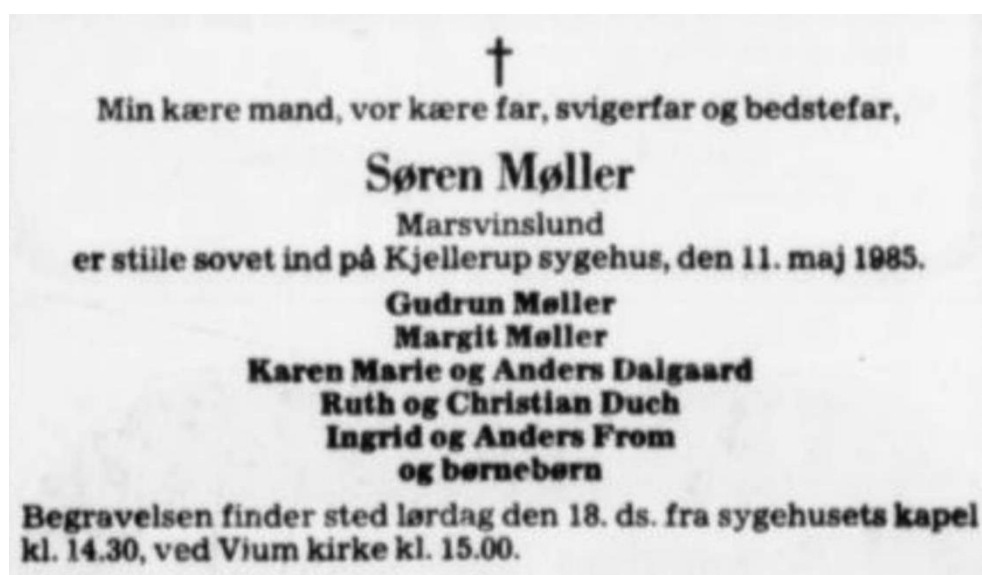 Min kære mand, vor kære far, svigerfar og bedstefar,
Søren Møller
Marsvinslund
er stiile sovet ind på Kjellerup sygehus, den 11. maj 1985.
Gudrun Møller
Margit Møller
Karen Marie og Anders Dalgaard
Ruth og Christian Duch
Ingrid og Anders From
og børnebørn
Begravelsen finder sted lørdag den 18. ds. fra sygehusets kapel
kl. 14.30, ved Vium kirke kl. 15.00.